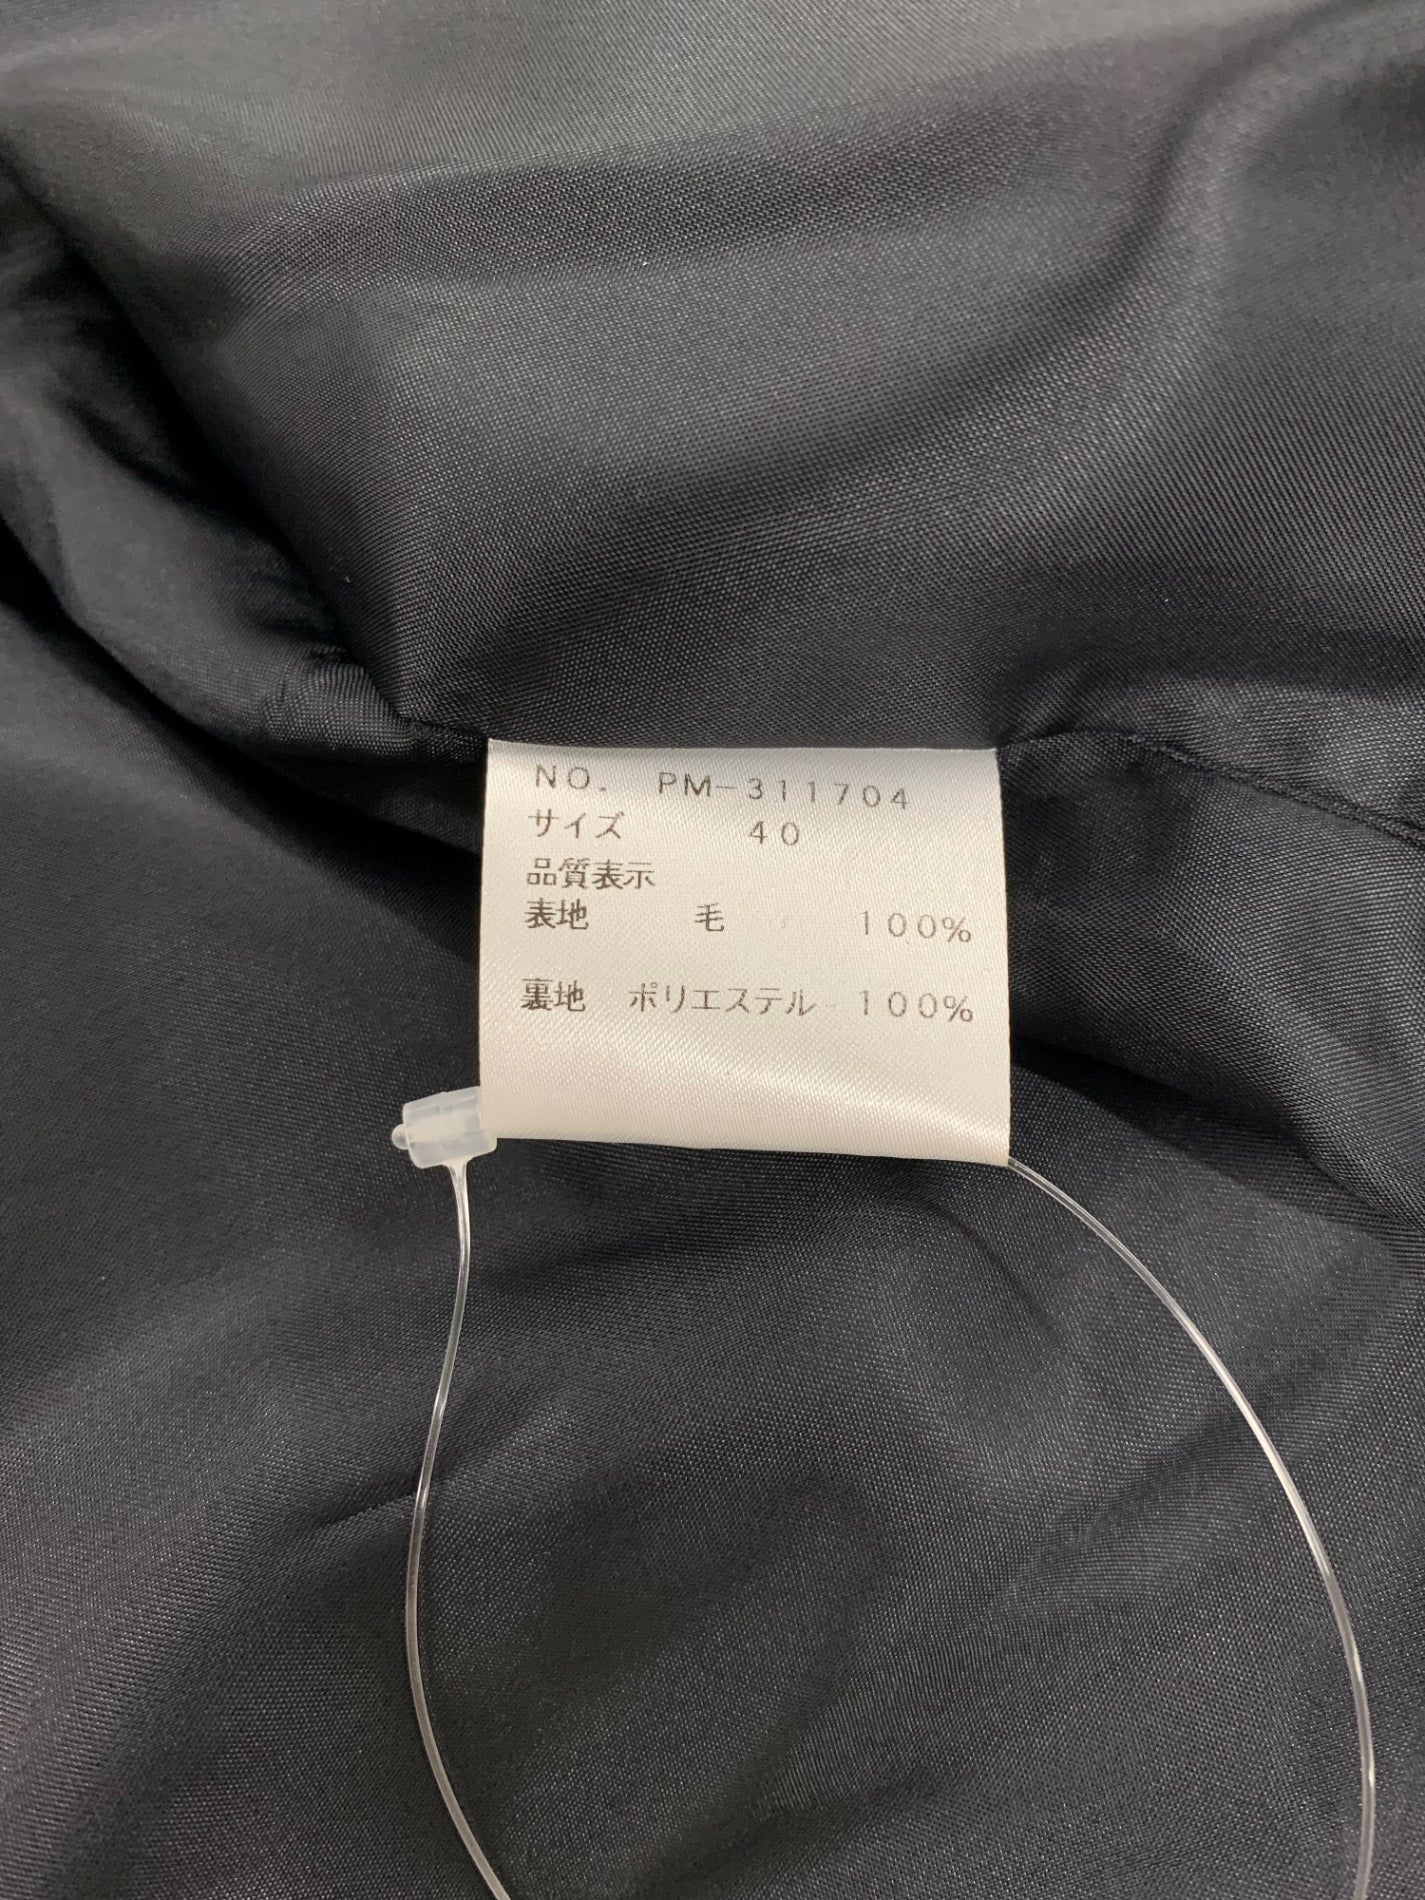 NO. PM-311704
サイズ 40
品質表示
表地 毛 100%
裏地 ポリエステル 100%